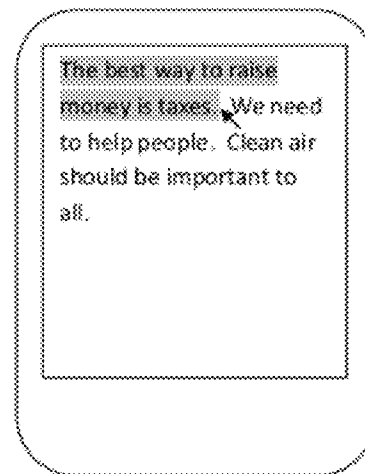 The best way to raise
money is taxes. We need
to help people. Clean air
should be important to
all.